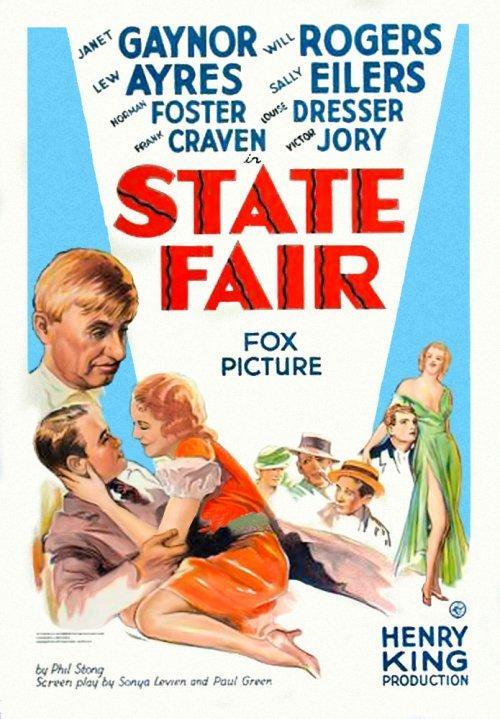 JANET GAYNOR WILL ROGERS
LEW AYRES SALLY EILERS
NORMAN FOSTER LOUISE DRESSER
FRANK CRAVEN VICTOR JORY
in
STATE
FAIR
FOX
PICTURE
HENRY
KING
PRODUCTION
by Phil Stong
Screen play by Sonya Levien and Paul Green